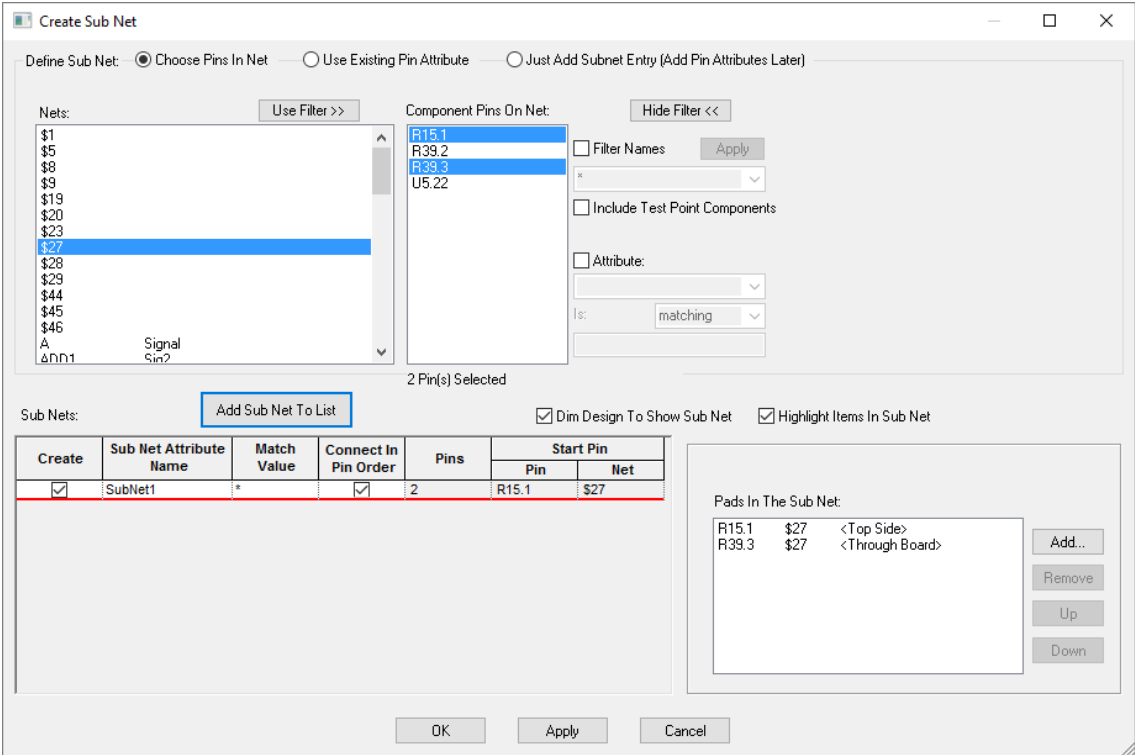 Create Sub Net
Define Sub Net: Choose Pins In Net Use Existing Pin Attribute Just Add Subnet Entry (Add Pin Attributes Later)
Nets: Use Filter >> Component Pins On Net: Hide Filter <<
$1
$5
$8
$9
$19
$20
$23
$27
$28
$29
$44
$45
$46
A Signal
ADD1 Sig2
R15.1
R39.2
R39.3
U5.22
Filter Names Apply
*
Include Test Point Components
Attribute:
Is: matching
2 Pin(s) Selected
Sub Nets: Add Sub Net To List Dim Design To Show Sub Net Highlight Items In Sub Net
Create Sub Net Attribute Name Match Value Connect In Pin Order Pins Start Pin
Pin Net
SubNet1 * 2 R15.1 $27
Pads In The Sub Net:
R15.1 $27 <Top Side>
R39.3 $27 <Through Board>
Add...
Remove
Up
Down
OK Apply Cancel